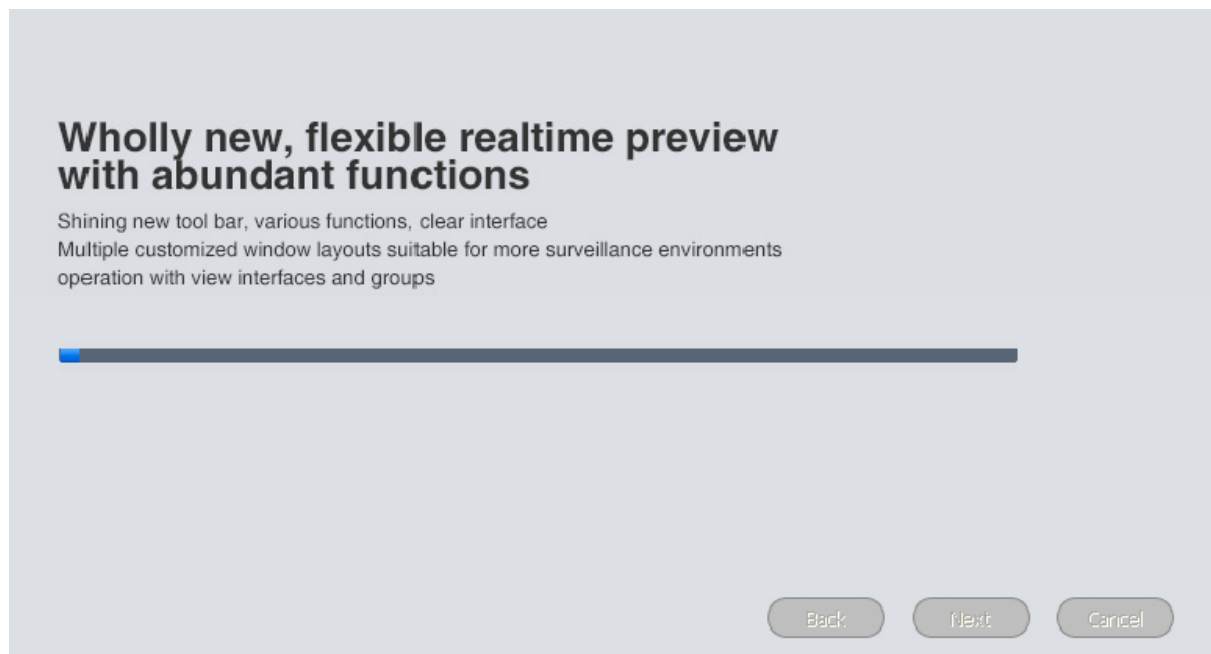 Wholly new, flexible realtime preview
with abundant functions
Shining new tool bar, various functions, clear interface
Multiple customized window layouts suitable for more surveillance environments
operation with view interfaces and groups
Back
Next
Cancel